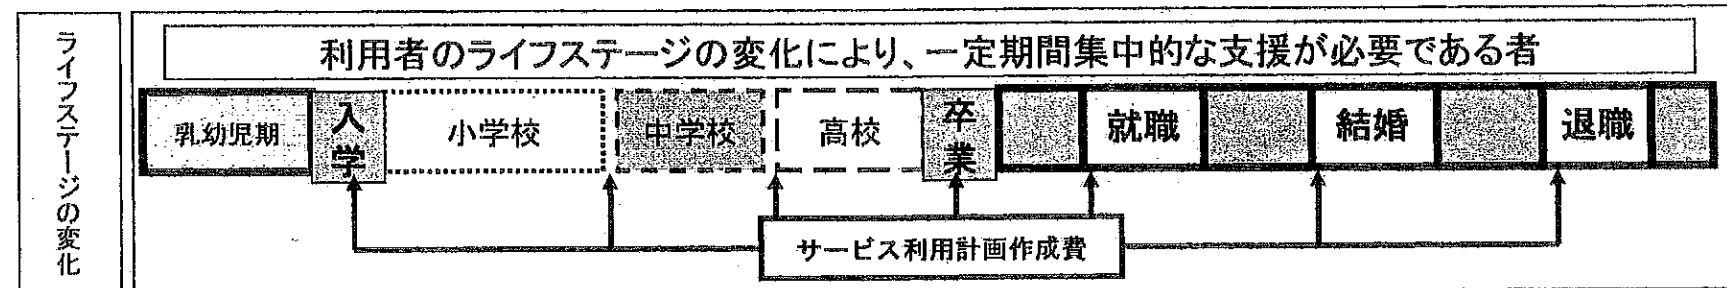 ライフステージの変化
利用者のライフステージの変化により、一定期間集中的な支援が必要である者
乳幼児期
入学
小学校
中学校
高校
卒業
就職
結婚
退職
サービス利用計画作成費